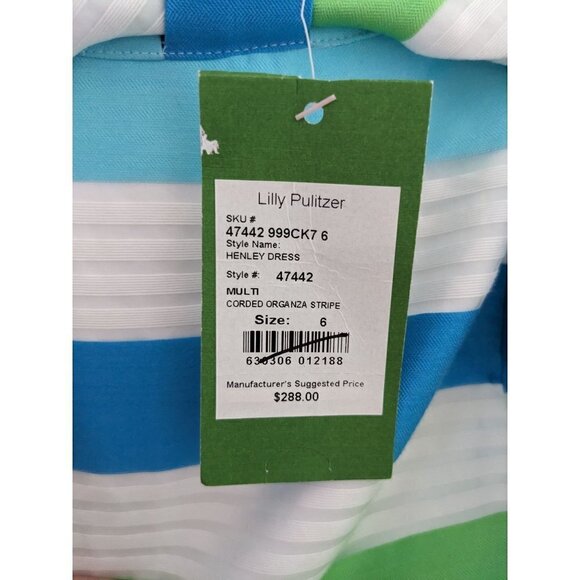 Lilly Pulitzer
SKU #
47442 999CK7 6
Style Name:
HENLEY DRESS
Style #: 47442
MULTI
CORDED ORGANZA STRIPE
Size: 6
636306 012188
Manufacturer's Suggested Price
$288.00